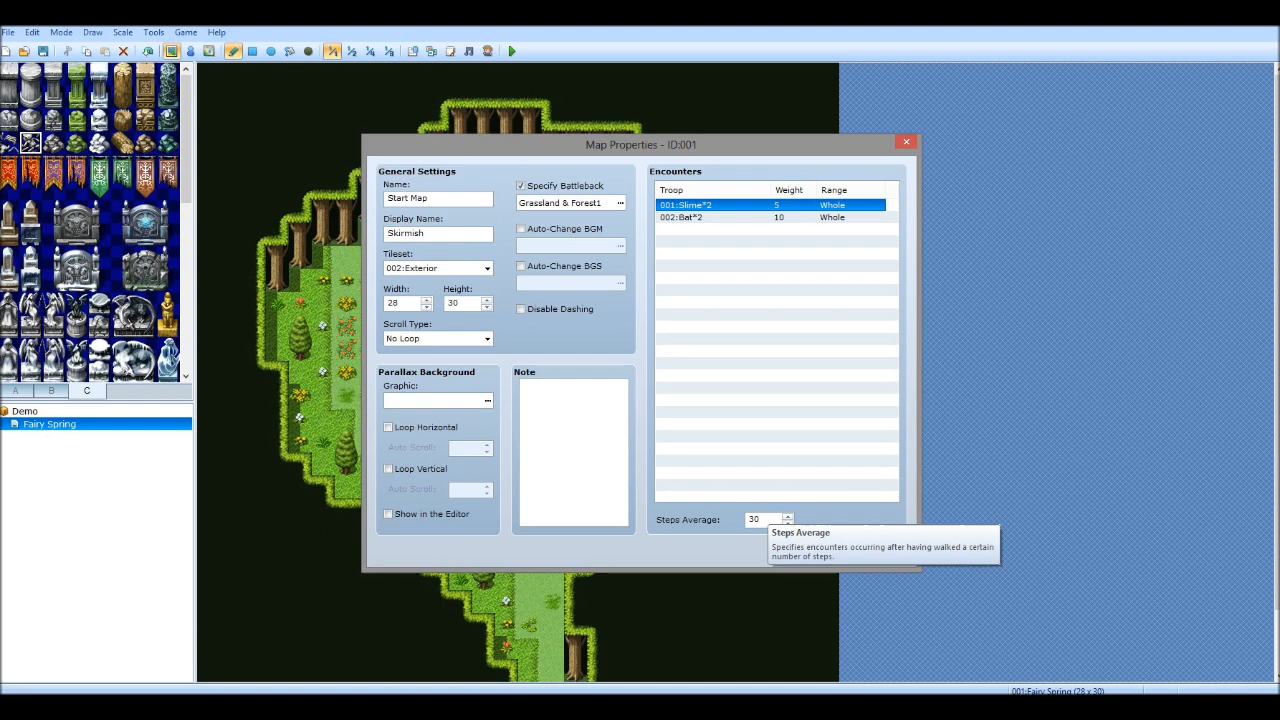 File Edit Mode Draw Scale Tools Game Help
Map Properties - ID:001
General Settings
Name:
Start Map
Display Name:
Skirmish
Tileset:
002:Exterior
Width: Height:
28 30
Scroll Type:
No Loop
Specify Battleback
Grassland & Forest1 ...
Auto-Change BGM
...
Auto-Change BGS
...
Disable Dashing
Parallax Background
Graphic:
...
Loop Horizontal
Auto Scroll:
Loop Vertical
Auto Scroll:
Show in the Editor
Note
Encounters
Troop Weight Range
001:Slime*2 5 Whole
002:Bat*2 10 Whole
Steps Average: 30
Steps Average
Specifies encounters occurring after having walked a certain
number of steps.
A B C
Demo
Fairy Spring
001:Fairy Spring (28 x 30)